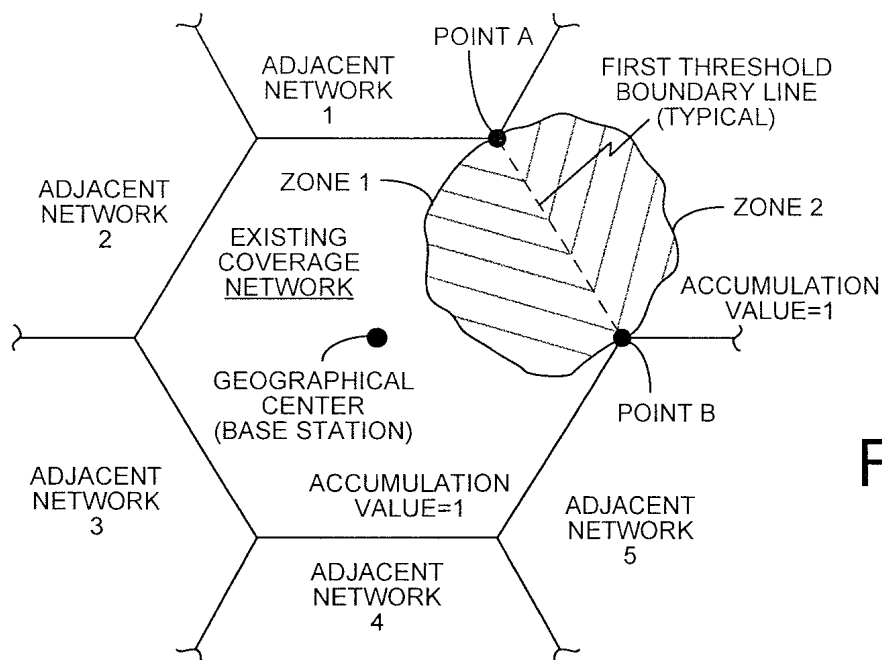 POINT A
ADJACENT
NETWORK
1
FIRST THRESHOLD
BOUNDARY LINE
(TYPICAL)
ADJACENT
NETWORK
2
ZONE 1
ZONE 2
EXISTING
COVERAGE
NETWORK
ACCUMULATION
VALUE=1
GEOGRAPHICAL
CENTER
(BASE STATION)
POINT B
F
ADJACENT
NETWORK
3
ACCUMULATION
VALUE=1
ADJACENT
NETWORK
5
ADJACENT
NETWORK
4